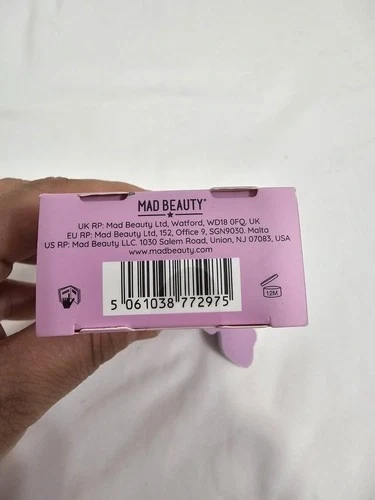 MAD BEAUTY®
UK RP: Mad Beauty Ltd, Watford, WD18 0FQ, UK
EU RP: Mad Beauty Ltd, 152, Office 9, SGN9030. Malta
US RP: Mad Beauty LLC. 1030 Salem Road, Union, NJ 07083, USA
www.madbeauty.com
5 061038 772975
12M